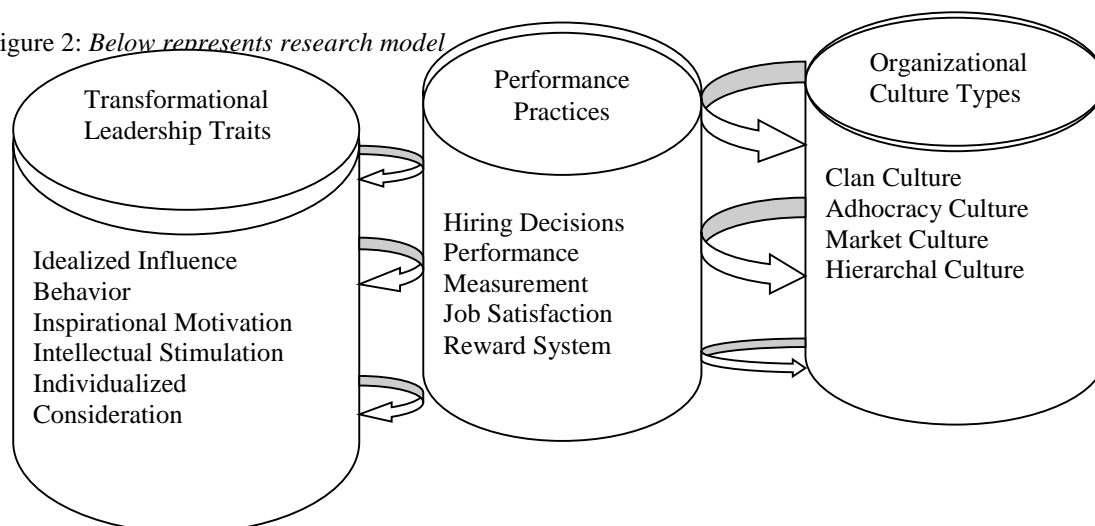 igure 2: Below represents research model
Transformational
Leadership Traits
Idealized Influence
Behavior
Inspirational Motivation
Intellectual Stimulation
Individualized
Consideration
Performance
Practices
Hiring Decisions
Performance
Measurement
Job Satisfaction
Reward System
Organizational
Culture Types
Clan Culture
Adhocracy Culture
Market Culture
Hierarchal Culture